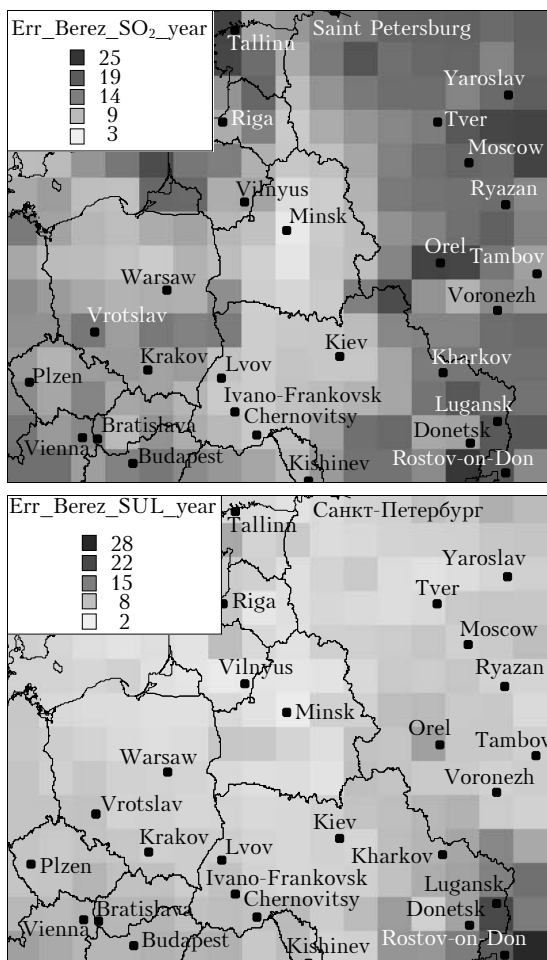 Err_Berez_SO₂_year
25
19
14
9
3
Tallinn
Saint Petersburg
Yaroslav
Riga
Tver
Moscow
Vilnyus
Ryazan
Minsk
Orel
Tambov
Warsaw
Voronezh
Vrotslav
Kiev
Krakov
Lvov
Kharkov
Plzen
Ivano-Frankovsk
Lugansk
Chernovitsy
Bratislava
Donetsk
Vienna
Budapest
Rostov-on-Don
Kishinev
Err_Berez_SUL_year
28
22
15
8
2
Tallinn
Санкт-Петербург
Yaroslav
Riga
Tver
Moscow
Vilnyus
Ryazan
Minsk
Orel
Tambov
Warsaw
Voronezh
Vrotslav
Kiev
Krakov
Lvov
Kharkov
Plzen
Ivano-Frankovsk
Lugansk
Chernovitsy
Bratislava
Donetsk
Vienna
Budapest
Rostov-on-Don
Kishinev